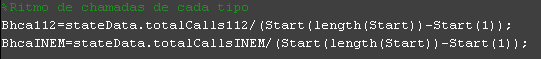 %Ritmo de chamadas de cada tipo
Bhca112=stateData.totalCalls112/(Start(length(Start))-Start(1));
BhcaINEM=stateData.totalCallsINEM/(Start(length(Start))-Start(1));